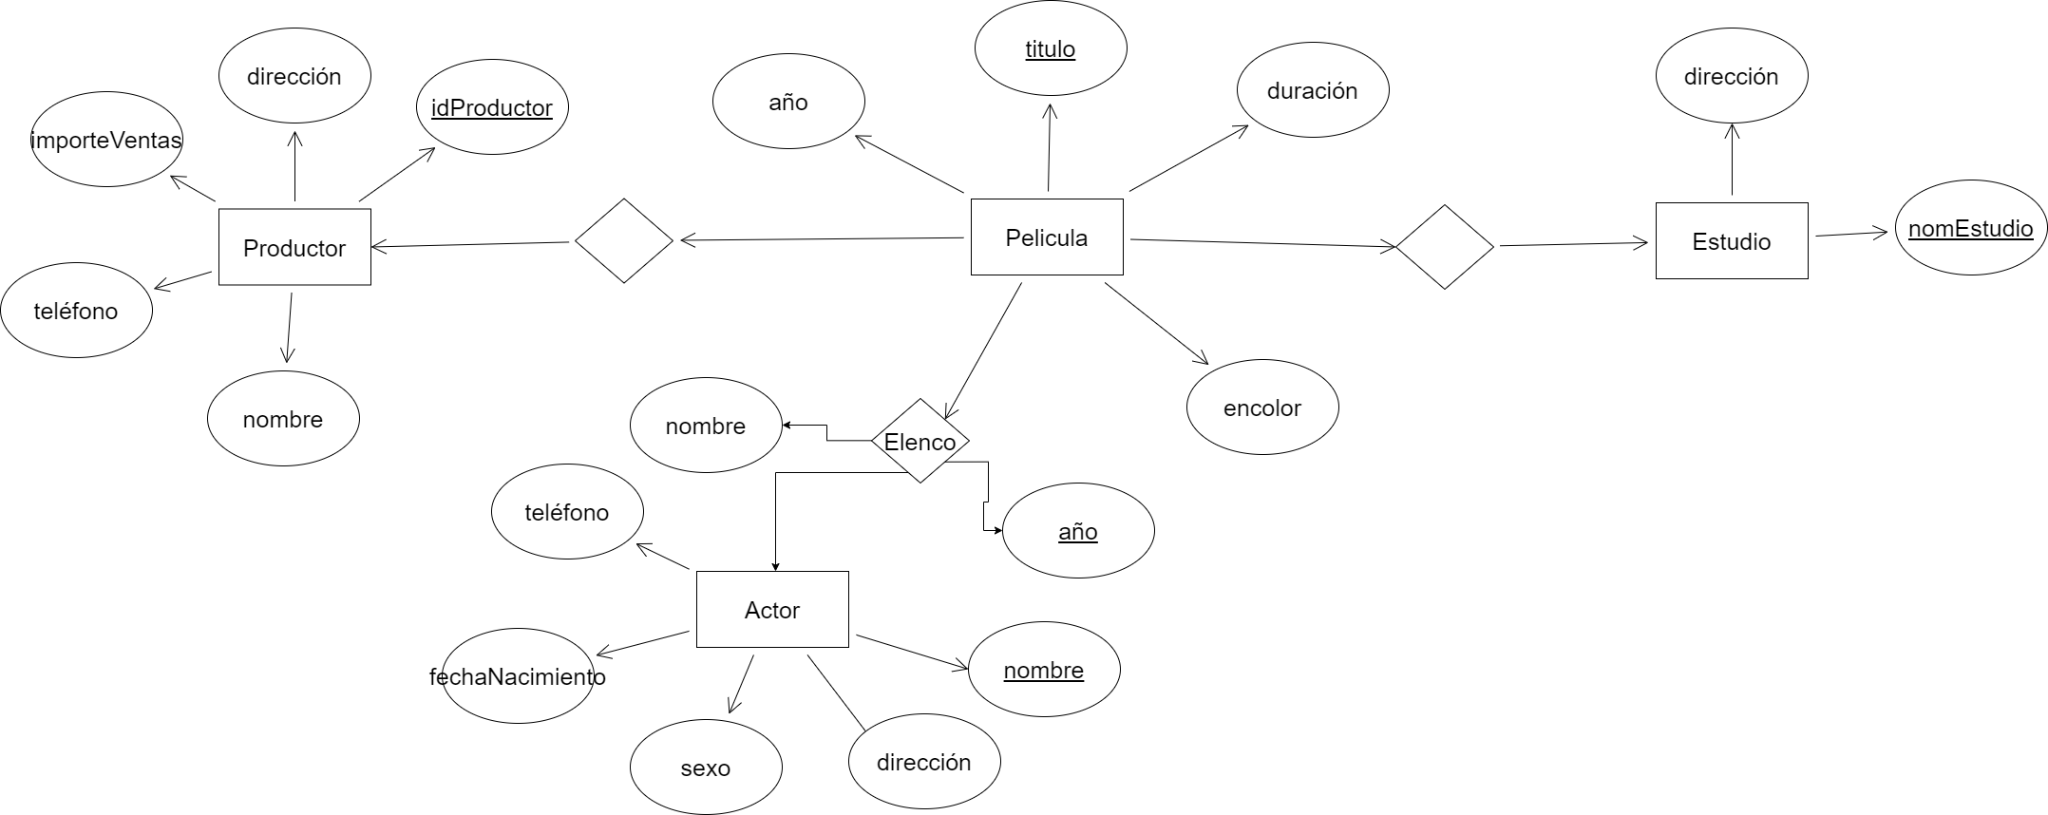 titulo
dirección
dirección
duración
año
idProductor
importeVentas
nomEstudio
Pelicula
Estudio
Productor
teléfono
encolor
nombre
nombre
Elenco
teléfono
año
Actor
nombre
fechaNacimiento
dirección
sexo